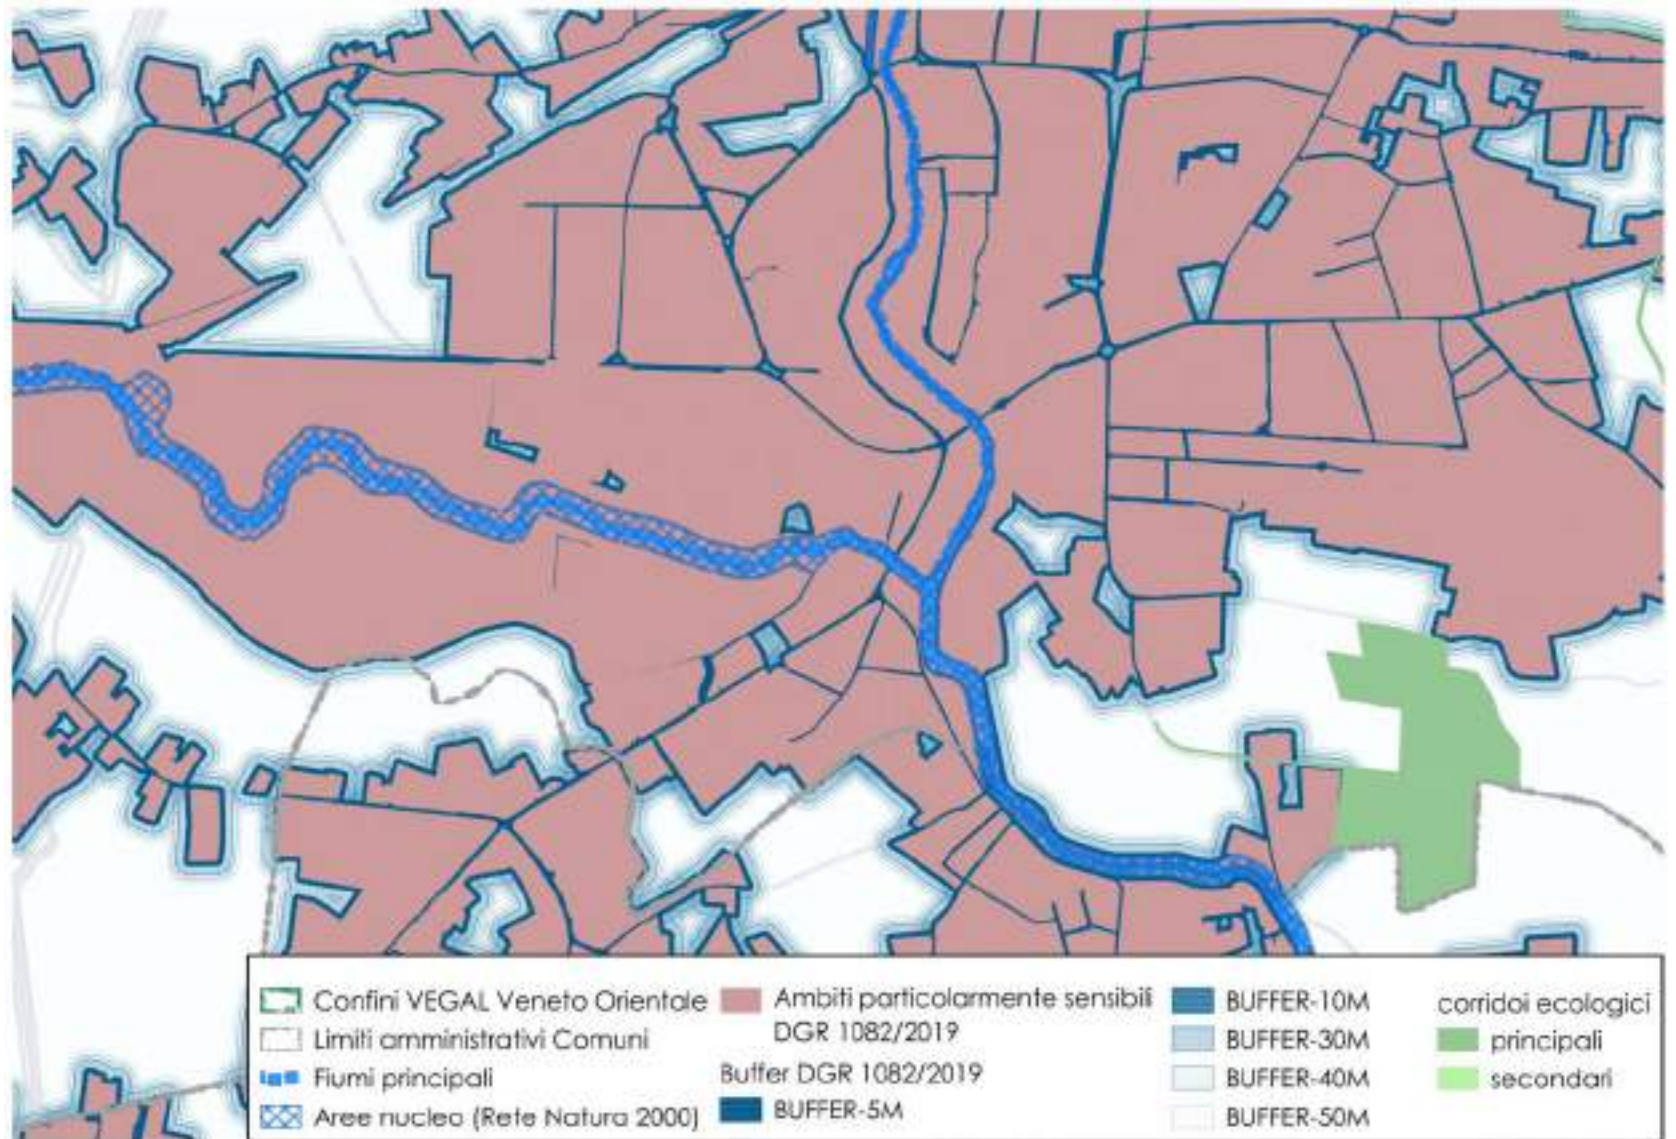 Confini VEGAL Veneto Orientale
Limiti amministrativi Comuni
Fiumi principali
Aree nucleo (Rete Natura 2000)
Ambiti particolarmente sensibili
DGR 1082/2019
Buffer DGR 1082/2019
BUFFER-5M
BUFFER-10M
BUFFER-30M
BUFFER-40M
BUFFER-50M
corridoi ecologici
principali
secondari